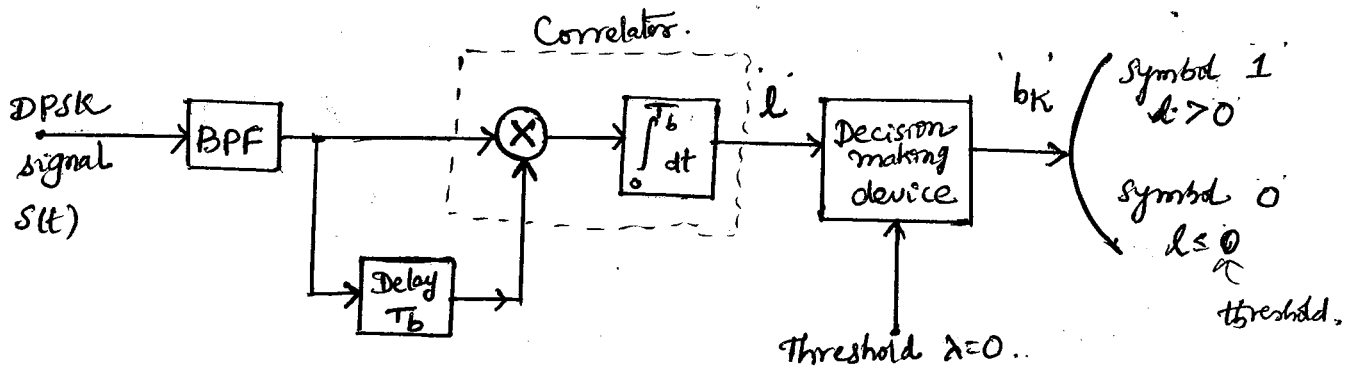 Correlator.
DPSK
signal
S(t)
BPF
X
∫₀^Tb dt
'l'
Decision
making
device
'bK'
Symbol 1
l > 0
Symbol 0
l ≤ 0
threshold.
Delay
Tb
Threshold λ=0..